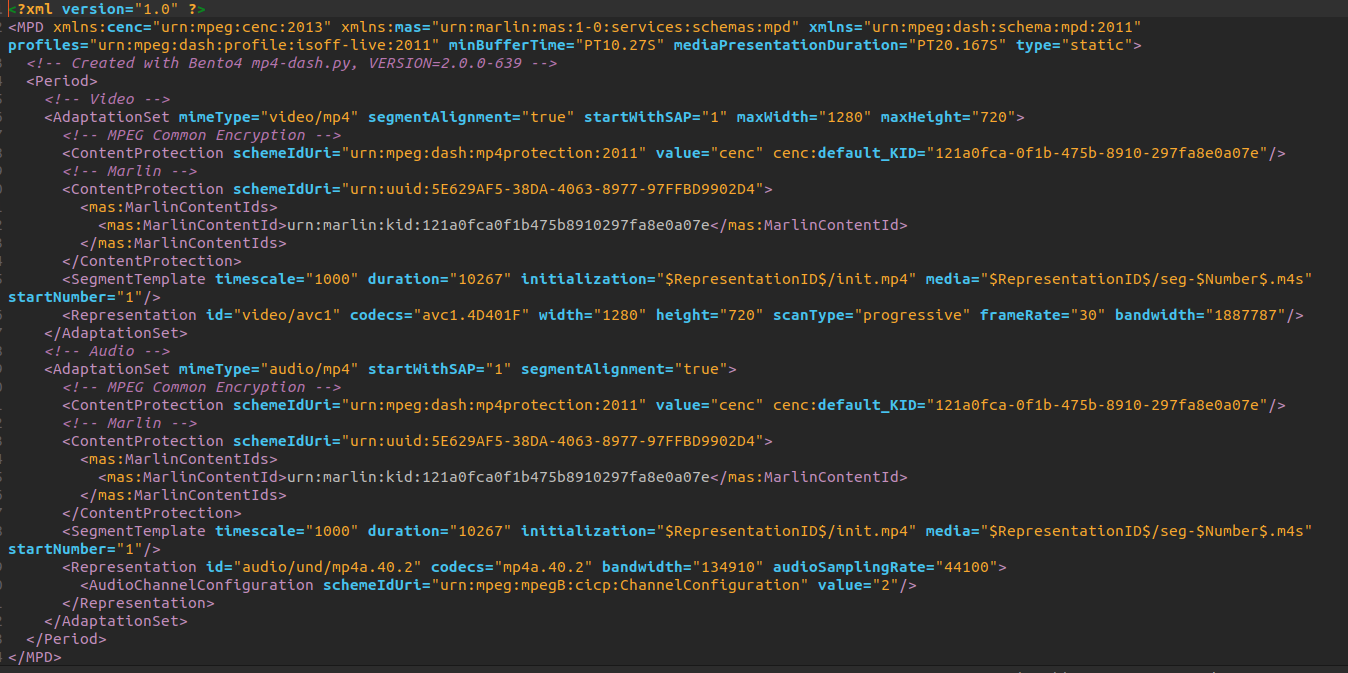 <?xml version="1.0" ?>
<MPD xmlns:cenc="urn:mpeg:cenc:2013" xmlns:mas="urn:marlin:mas:1-0:services:schemas:mpd" xmlns="urn:mpeg:dash:schema:mpd:2011"
profiles="urn:mpeg:dash:profile:isoff-live:2011" minBufferTime="PT10.27S" mediaPresentationDuration="PT20.167S" type="static">
<!-- Created with Bento4 mp4-dash.py, VERSION=2.0.0-639 -->
<Period>
<!-- Video -->
<AdaptationSet mimeType="video/mp4" segmentAlignment="true" startWithSAP="1" maxWidth="1280" maxHeight="720">
<!-- MPEG Common Encryption -->
<ContentProtection schemeIdUri="urn:mpeg:dash:mp4protection:2011" value="cenc" cenc:default_KID="121a0fca-0f1b-475b-8910-297fa8e0a07e"/>
<!-- Marlin -->
<ContentProtection schemeIdUri="urn:uuid:5E629AF5-38DA-4063-8977-97FFBD9902D4">
<mas:MarlinContentIds>
<mas:MarlinContentId>urn:marlin:kid:121a0fca0f1b475b8910297fa8e0a07e</mas:MarlinContentId>
</mas:MarlinContentIds>
</ContentProtection>
<SegmentTemplate timescale="1000" duration="10267" initialization="$RepresentationID$/init.mp4" media="$RepresentationID$/seg-$Number$.m4s"
startNumber="1"/>
<Representation id="video/avc1" codecs="avc1.4D401F" width="1280" height="720" scanType="progressive" frameRate="30" bandwidth="1887787"/>
</AdaptationSet>
<!-- Audio -->
<AdaptationSet mimeType="audio/mp4" startWithSAP="1" segmentAlignment="true">
<!-- MPEG Common Encryption -->
<ContentProtection schemeIdUri="urn:mpeg:dash:mp4protection:2011" value="cenc" cenc:default_KID="121a0fca-0f1b-475b-8910-297fa8e0a07e"/>
<!-- Marlin -->
<ContentProtection schemeIdUri="urn:uuid:5E629AF5-38DA-4063-8977-97FFBD9902D4">
<mas:MarlinContentIds>
<mas:MarlinContentId>urn:marlin:kid:121a0fca0f1b475b8910297fa8e0a07e</mas:MarlinContentId>
</mas:MarlinContentIds>
</ContentProtection>
<SegmentTemplate timescale="1000" duration="10267" initialization="$RepresentationID$/init.mp4" media="$RepresentationID$/seg-$Number$.m4s"
startNumber="1"/>
<Representation id="audio/und/mp4a.40.2" codecs="mp4a.40.2" bandwidth="134910" audioSamplingRate="44100">
<AudioChannelConfiguration schemeIdUri="urn:mpeg:mpegB:cicp:ChannelConfiguration" value="2"/>
</Representation>
</AdaptationSet>
</Period>
</MPD>